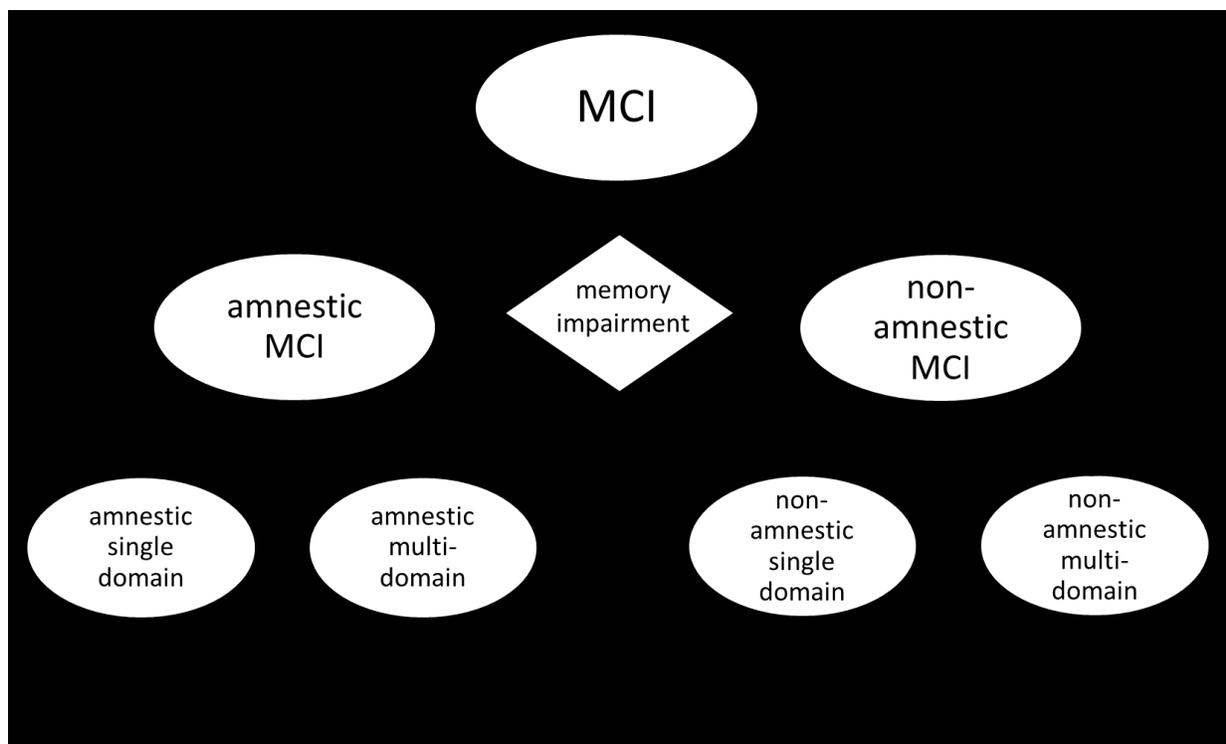 MCI
memory
impairment
amnestic
MCI
non-
amnestic
MCI
amnestic
single
domain
amnestic
multi-
domain
non-
amnestic
single
domain
non-
amnestic
multi-
domain